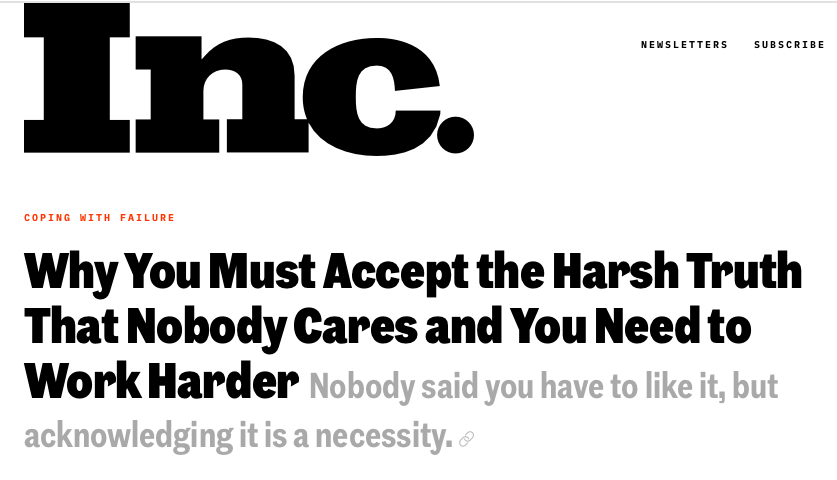 Inc.
NEWSLETTERS SUBSCRIBE
COPING WITH FAILURE
Why You Must Accept the Harsh Truth
That Nobody Cares and You Need to
Work Harder Nobody said you have to like it, but
acknowledging it is a necessity.